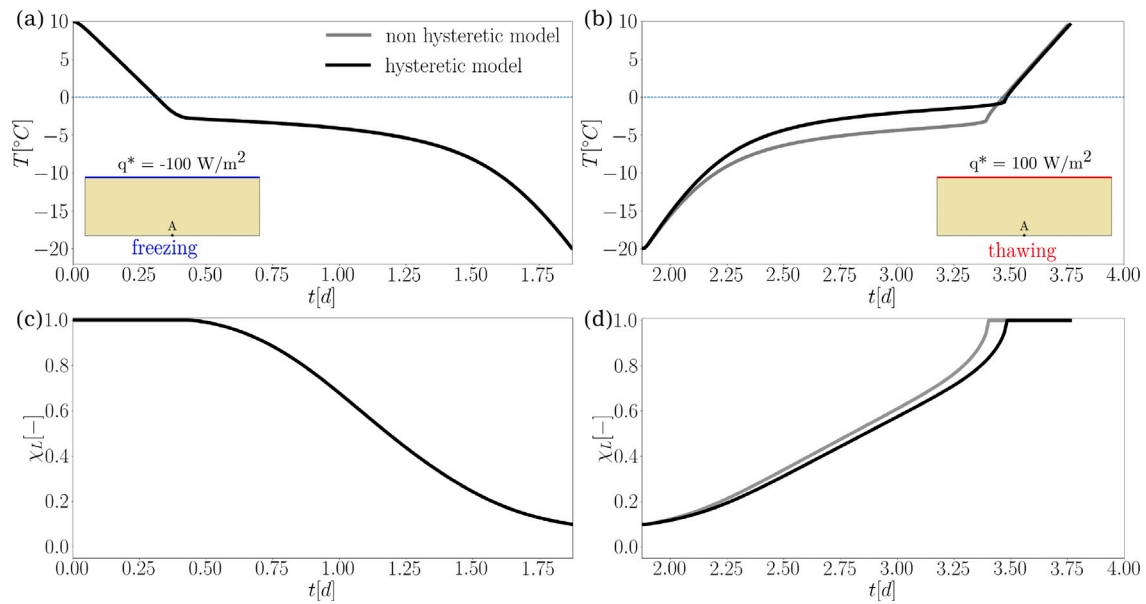 (a)
10
5
0
−5
−10
−15
−20
T[°C]
non hysteretic model
hysteretic model
q* = -100 W/m²
A
freezing
0.00 0.25 0.50 0.75 1.00 1.25 1.50 1.75
t[d]
(b)
10
5
0
−5
−10
−15
−20
T[°C]
q* = 100 W/m²
A
thawing
2.00 2.25 2.50 2.75 3.00 3.25 3.50 3.75 4.00
t[d]
(c)
1.0
0.8
0.6
0.4
0.2
0.0
χL[−]
0.00 0.25 0.50 0.75 1.00 1.25 1.50 1.75
t[d]
(d)
1.0
0.8
0.6
0.4
0.2
0.0
χL[−]
2.00 2.25 2.50 2.75 3.00 3.25 3.50 3.75 4.00
t[d]